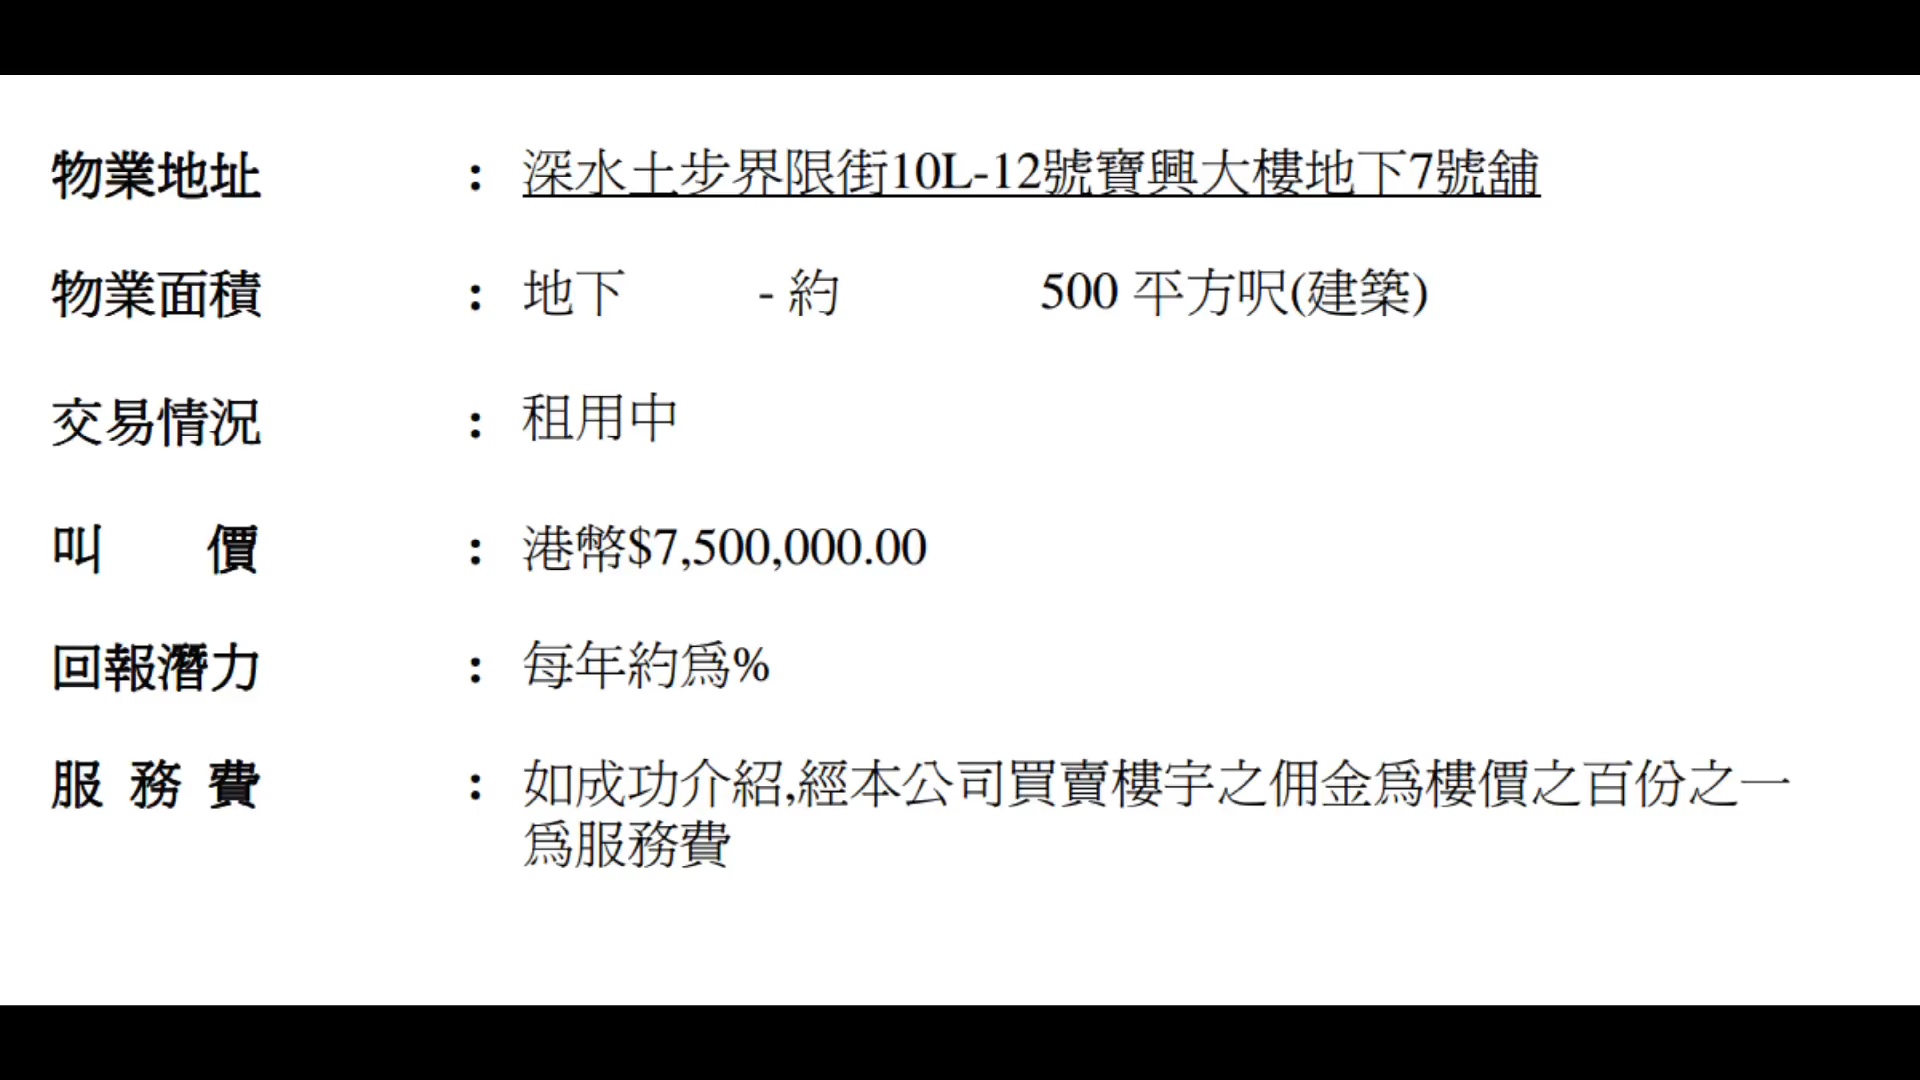 物業地址 : 深水土步界限街10L-12號寶興大樓地下7號舖
物業面積 : 地下 - 約 500 平方呎(建築)
交易情況 : 租用中
叫 價 : 港幣$7,500,000.00
回報潛力 : 每年約爲%
服 務 費 : 如成功介紹,經本公司買賣樓宇之佣金爲樓價之百份之一
爲服務費